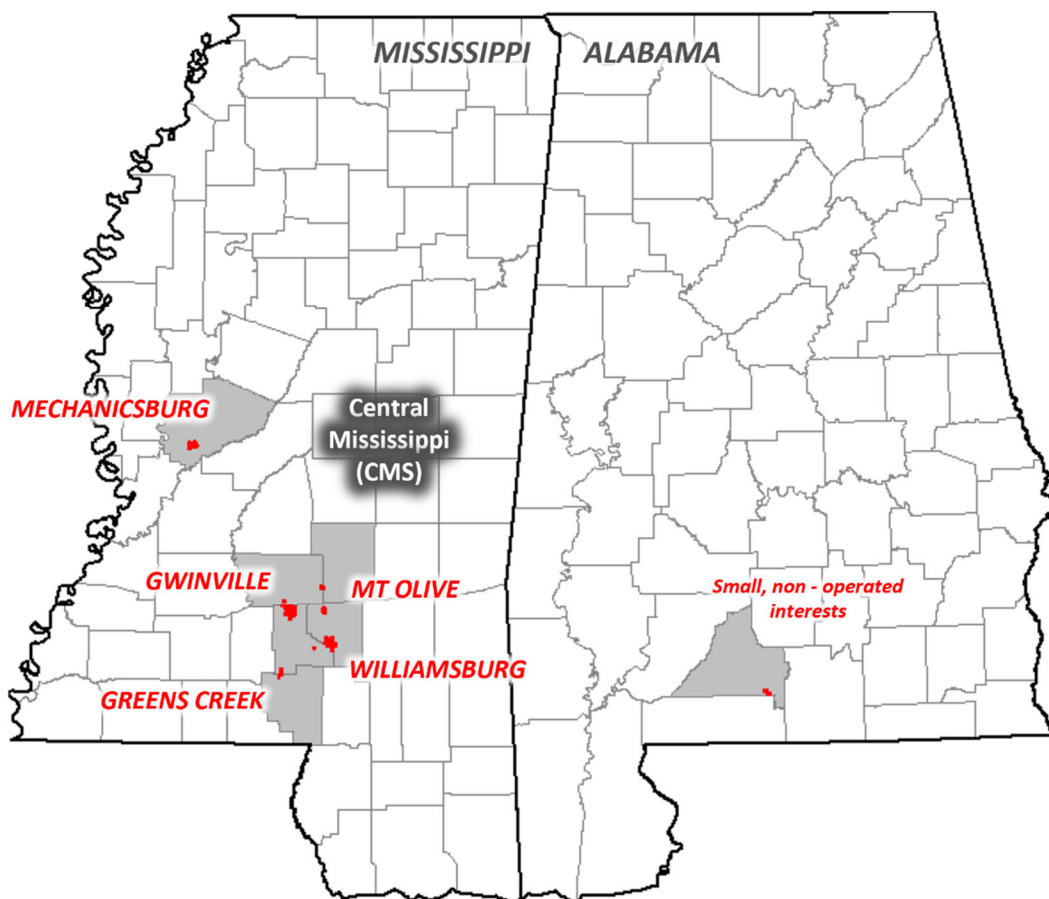 MISSISSIPPI
ALABAMA
MECHANICSBURG
Central
Mississippi
(CMS)
GWINVILLE
MT OLIVE
Small, non - operated
interests
WILLIAMSBURG
GREENS CREEK